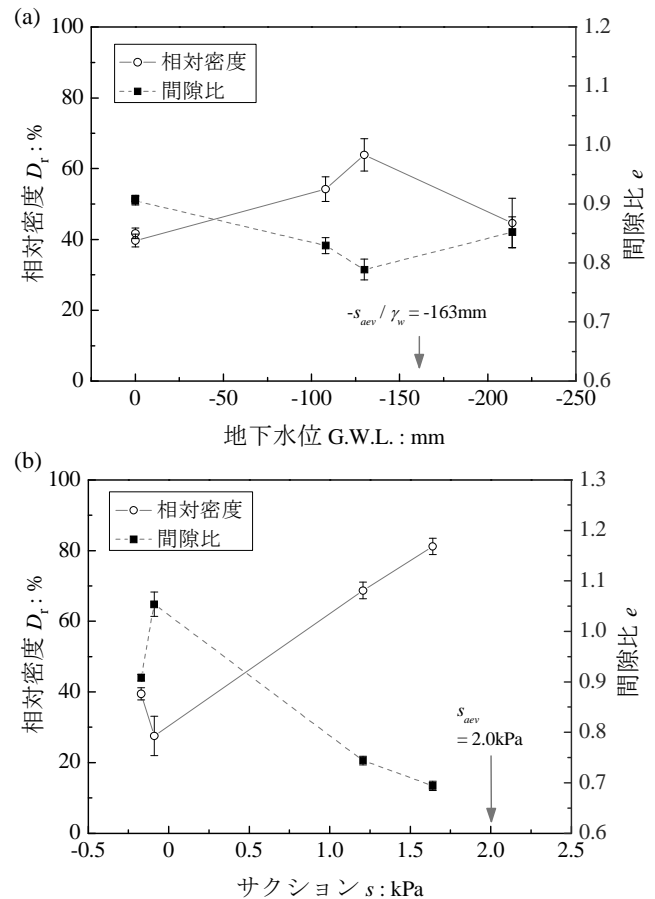 (a)
100
80
60
40
20
0
相対密度 Dr : %
相対密度
間隙比
1.2
1.1
1.0
0.9
0.8
0.7
0.6
間隙比 e
-saev / γw = -163mm
0
-50
-100
-150
-200
-250
地下水位 G.W.L. : mm
(b)
100
80
60
40
20
0
相対密度 Dr : %
相対密度
間隙比
1.3
1.2
1.1
1.0
0.9
0.8
0.7
0.6
間隙比 e
saev
= 2.0kPa
-0.5
0
0.5
1.0
1.5
2.0
2.5
サクション s : kPa